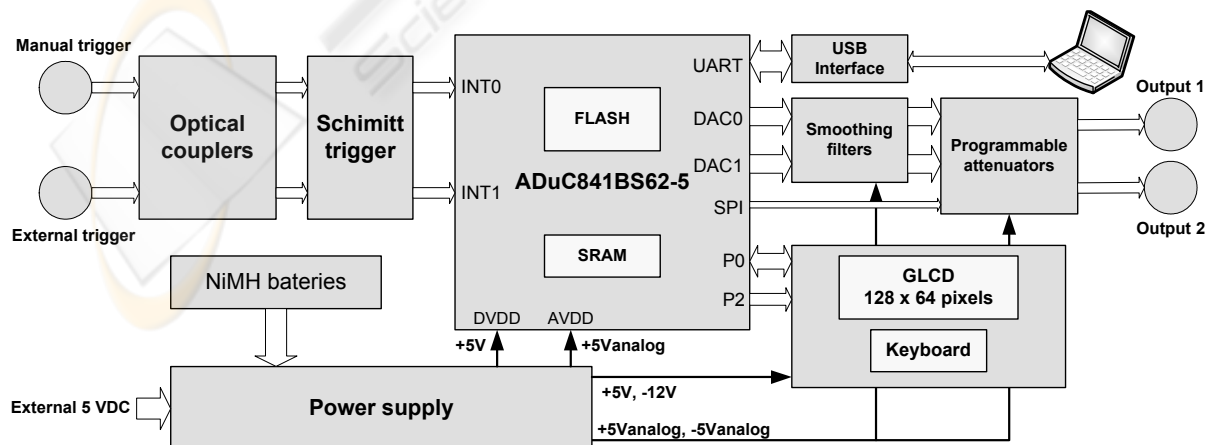 Manual trigger
External trigger
Optical
couplers
Schimitt
trigger
INT0
INT1
FLASH
ADuC841BS62-5
SRAM
UART
DAC0
DAC1
SPI
P0
P2
DVDD
AVDD
USB
Interface
Smoothing
filters
Programmable
attenuators
Output 1
Output 2
GLCD
128 x 64 pixels
Keyboard
NiMH bateries
External 5 VDC
Power supply
+5V
+5Vanalog
+5V, -12V
+5Vanalog, -5Vanalog